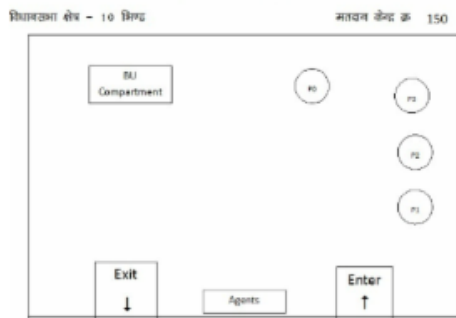 विधानसभा क्षेत्र - 10 भिण्ड
मतदान केन्द्र क्र 150
BU
Compartment
P0
P3
P2
P1
Exit
↓
Agents
Enter
↑